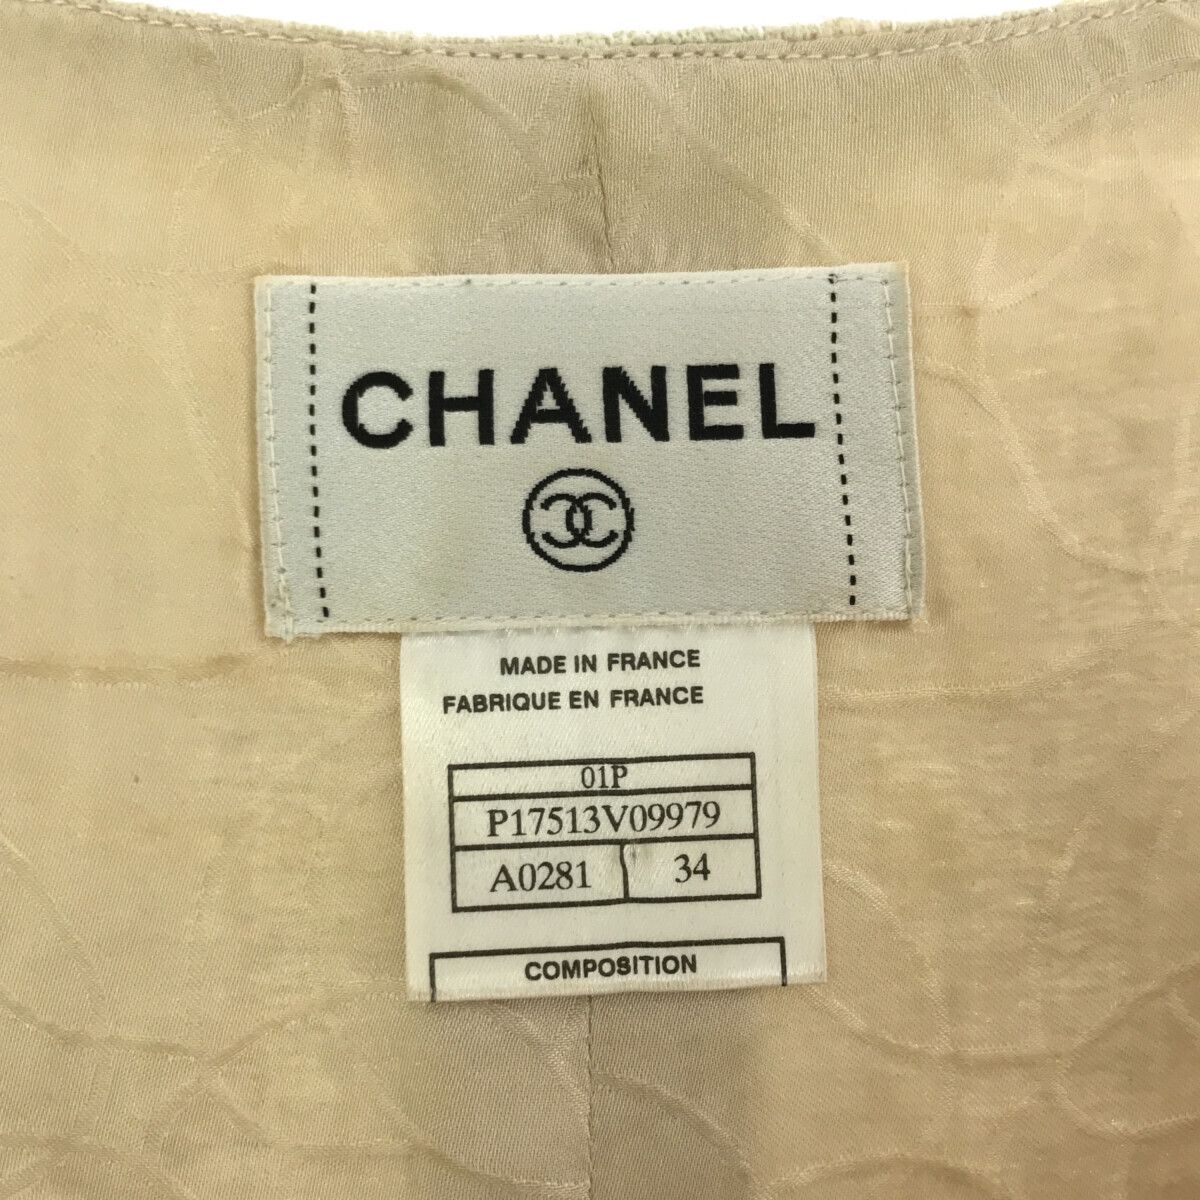 CHANEL
MADE IN FRANCE
FABRIQUE EN FRANCE
01P
P17513V09979
A0281 34
COMPOSITION